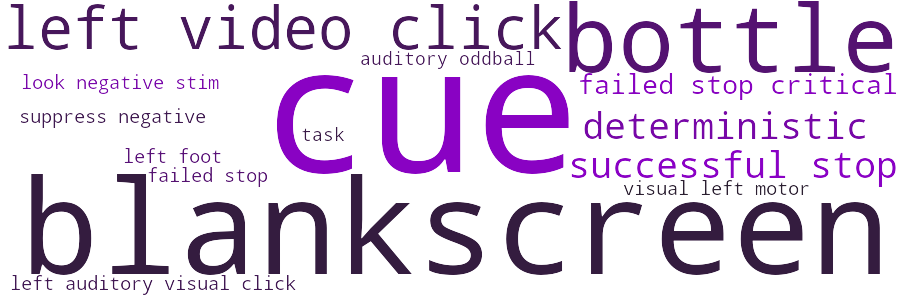 left video click
bottle
auditory oddball
look negative stim
cue
failed stop critical
suppress negative
task
deterministic
left foot
successful stop
failed stop
visual left motor
blankscreen
left auditory visual click